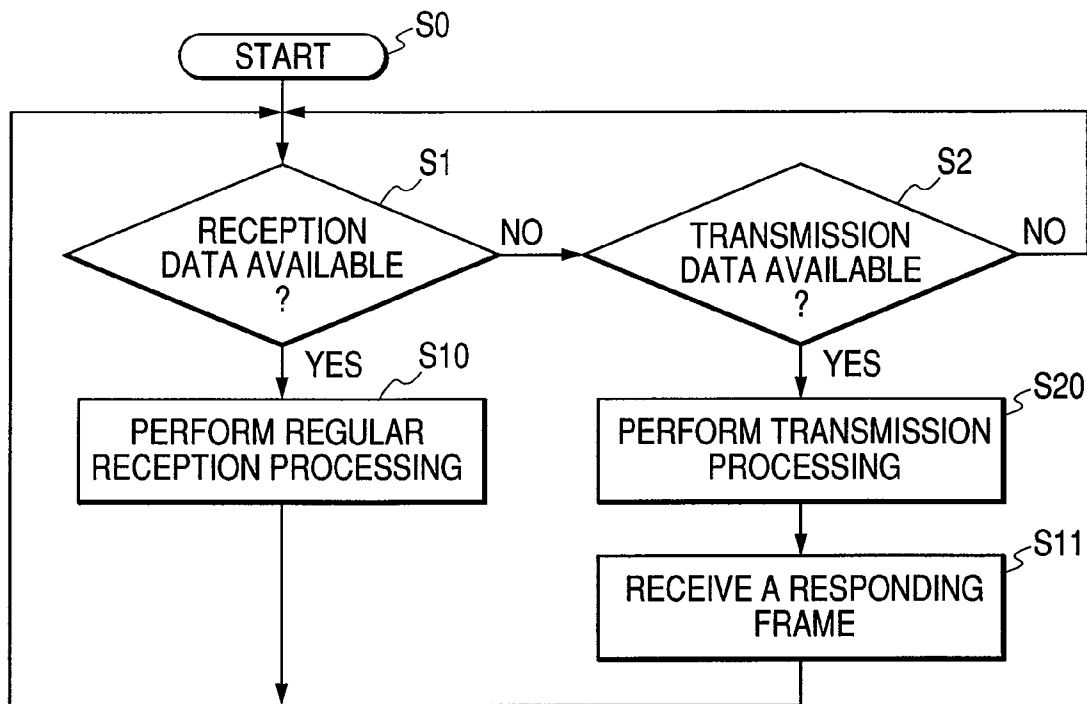 START
S0
S1
RECEPTION
DATA AVAILABLE
?
NO
S2
TRANSMISSION
DATA AVAILABLE
?
NO
YES
S10
PERFORM REGULAR
RECEPTION PROCESSING
YES
S20
PERFORM TRANSMISSION
PROCESSING
S11
RECEIVE A RESPONDING
FRAME